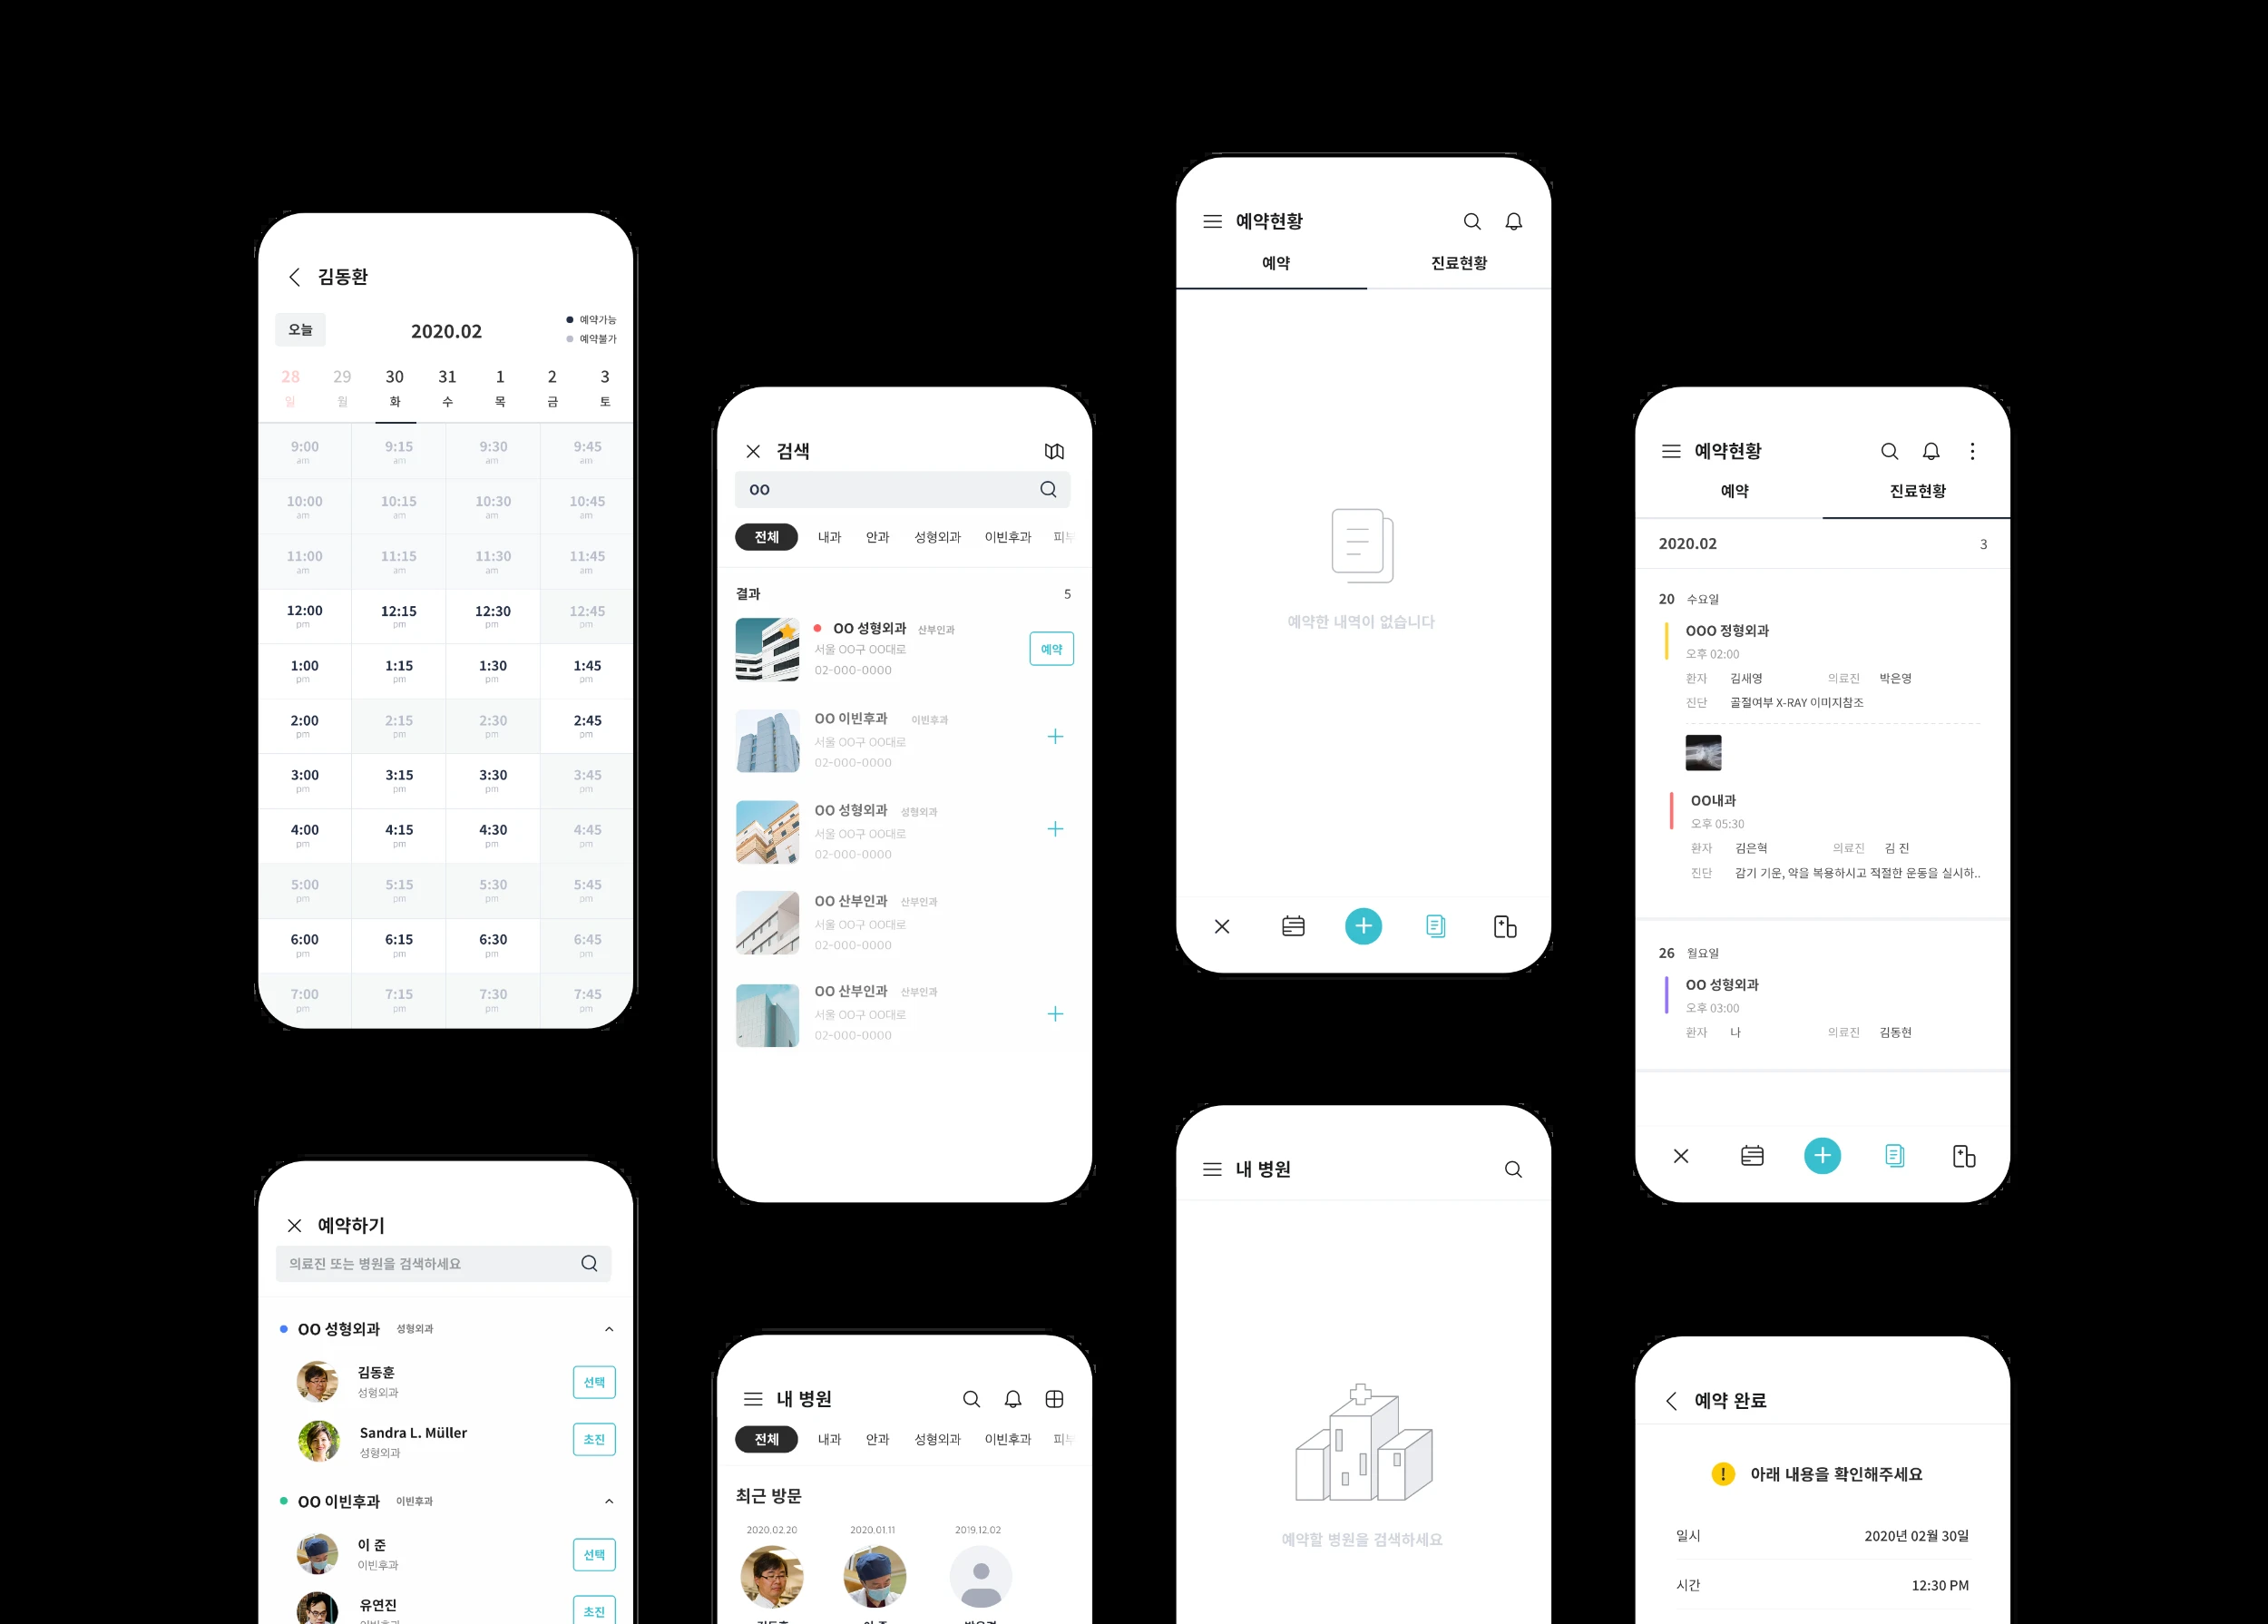 김동환
오늘
2020.02
예약가능
예약불가
28 29 30 31 1 2 3
일 월 화 수 목 금 토
9:00 am 9:15 am 9:30 am 9:45 am
10:00 am 10:15 am 10:30 am 10:45 am
11:00 am 11:15 am 11:30 am 11:45 am
12:00 pm 12:15 pm 12:30 pm 12:45 pm
1:00 pm 1:15 pm 1:30 pm 1:45 pm
2:00 pm 2:15 pm 2:30 pm 2:45 pm
3:00 pm 3:15 pm 3:30 pm 3:45 pm
4:00 pm 4:15 pm 4:30 pm 4:45 pm
5:00 pm 5:15 pm 5:30 pm 5:45 pm
6:00 pm 6:15 pm 6:30 pm 6:45 pm
7:00 pm 7:15 pm 7:30 pm 7:45 pm
예약하기
의료진 또는 병원을 검색하세요
OO 성형외과 성형외과
김동훈 선택
성형외과
Sandra L. Müller 초진
성형외과
OO 이빈후과 이빈후과
이 준 선택
이빈후과
유연진 초진
검색
OO
전체 내과 안과 성형외과 이빈후과
결과 5
OO 성형외과 산부인과
서울 OO구 OO대로
02-000-0000
예약
OO 이빈후과 이빈후과
서울 OO구 OO대로
02-000-0000
OO 성형외과 성형외과
서울 OO구 OO대로
02-000-0000
OO 산부인과 산부인과
서울 OO구 OO대로
02-000-0000
OO 산부인과 산부인과
서울 OO구 OO대로
02-000-0000
내 병원
전체 내과 안과 성형외과 이빈후과
최근 방문
2020.02.20 2020.01.11 2019.12.02
예약현황
예약 진료현황
예약한 내역이 없습니다
내 병원
예약할 병원을 검색하세요
예약현황
예약 진료현황
2020.02 3
20 수요일
OOO 정형외과
오후 02:00
환자 김새영 의료진 박은영
진단 골절여부 X-RAY 이미지참조
OO내과
오후 05:30
환자 김은혁 의료진 김 진
진단 감기 기운, 약을 복용하시고 적절한 운동을 실시하..
26 월요일
OO 성형외과
오후 03:00
환자 나 의료진 김동현
예약 완료
! 아래 내용을 확인해주세요
일시 2020년 02월 30일
시간 12:30 PM